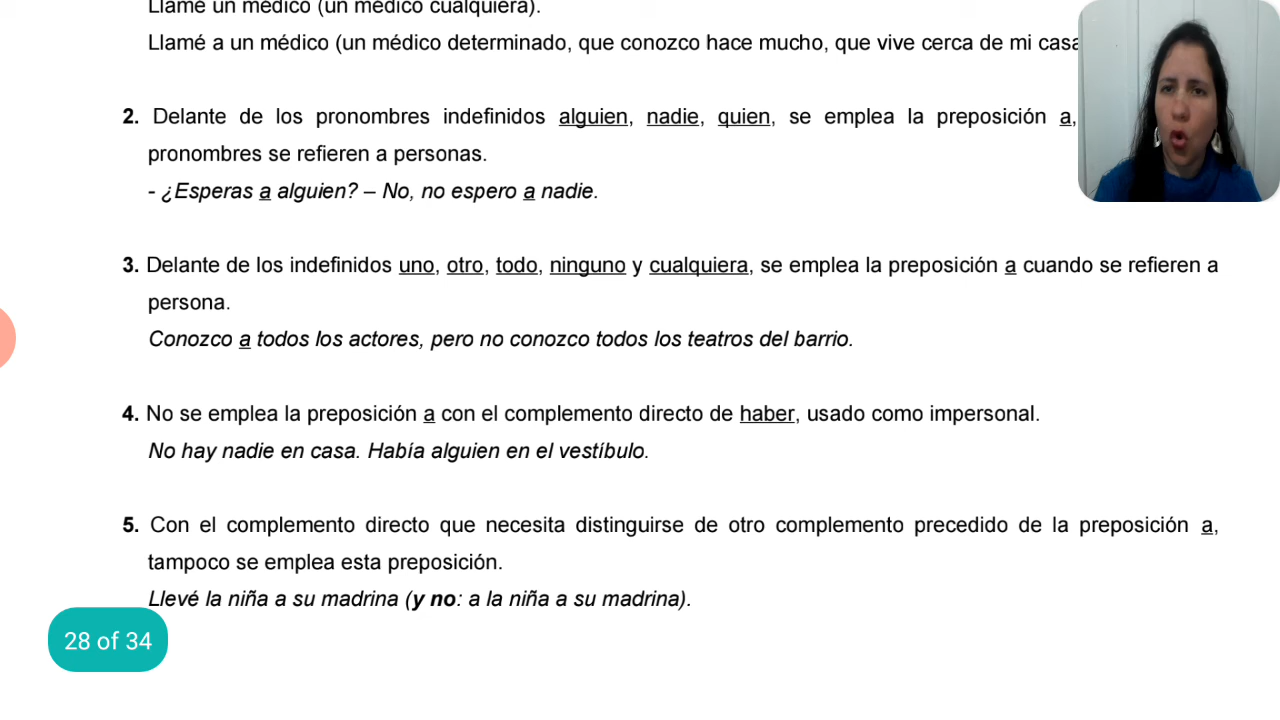 Llamé un médico (un médico cualquiera).
Llamé a un médico (un médico determinado, que conozco hace mucho, que vive cerca de mi casa
2. Delante de los pronombres indefinidos alguien, nadie, quien, se emplea la preposición a,
pronombres se refieren a personas.
- ¿Esperas a alguien? – No, no espero a nadie.
3. Delante de los indefinidos uno, otro, todo, ninguno y cualquiera, se emplea la preposición a cuando se refieren a
persona.
Conozco a todos los actores, pero no conozco todos los teatros del barrio.
4. No se emplea la preposición a con el complemento directo de haber, usado como impersonal.
No hay nadie en casa. Había alguien en el vestíbulo.
5. Con el complemento directo que necesita distinguirse de otro complemento precedido de la preposición a,
tampoco se emplea esta preposición.
Llevé la niña a su madrina (y no: a la niña a su madrina).
28 of 34